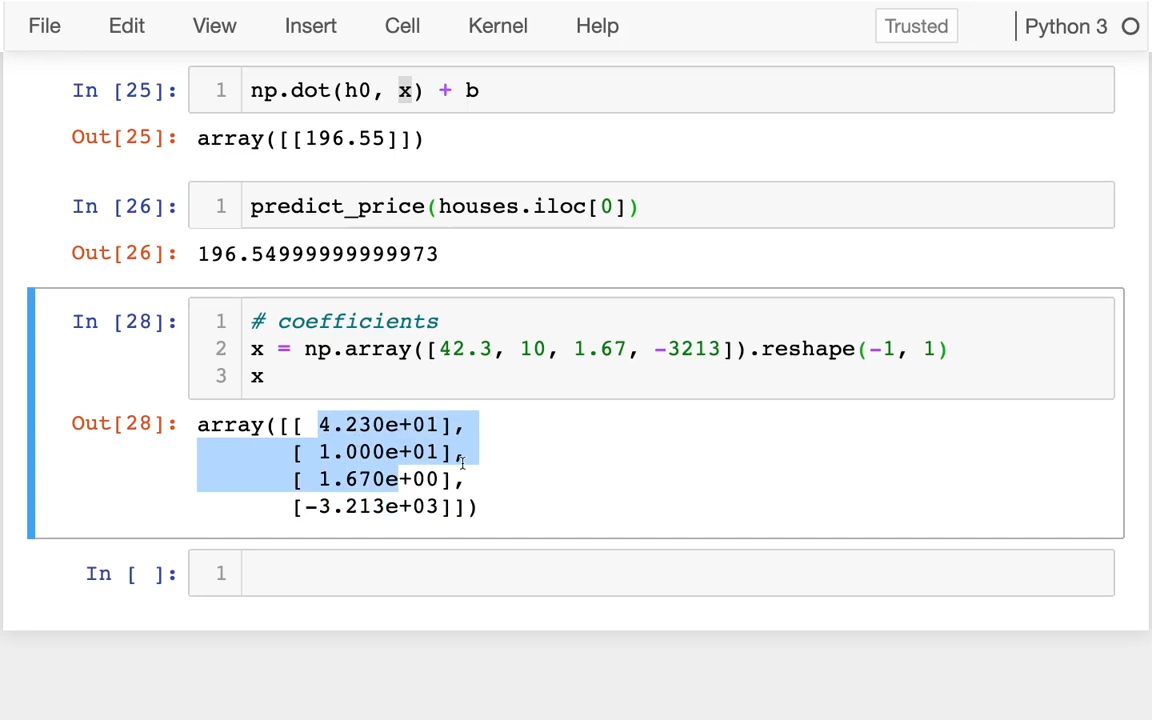 File Edit View Insert Cell Kernel Help Trusted Python 3
In [25]: 1 np.dot(h0, x) + b
Out[25]: array([[196.55]])
In [26]: 1 predict_price(houses.iloc[0])
Out[26]: 196.54999999999973
In [28]: 1 # coefficients
2 x = np.array([42.3, 10, 1.67, -3213]).reshape(-1, 1)
3 x
Out[28]: array([[ 4.230e+01],
[ 1.000e+01],
[ 1.670e+00],
[-3.213e+03]])
In [ ]: 1